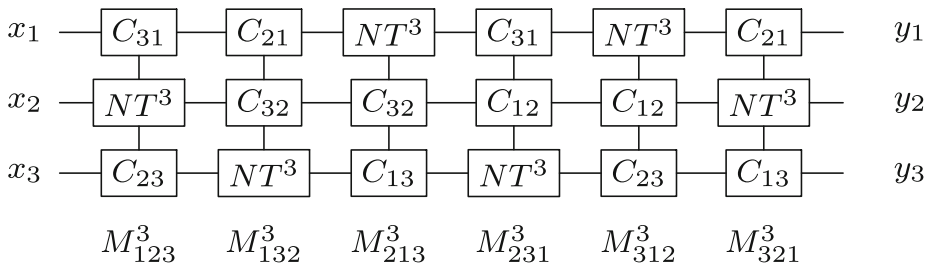 x₁ C₃₁ C₂₁ NT³ C₃₁ NT³ C₂₁ y₁
x₂ NT³ C₃₂ C₃₂ C₁₂ C₁₂ NT³ y₂
x₃ C₂₃ NT³ C₁₃ NT³ C₂₃ C₁₃ y₃
M³₁₂₃ M³₁₃₂ M³₂₁₃ M³₂₃₁ M³₃₁₂ M³₃₂₁